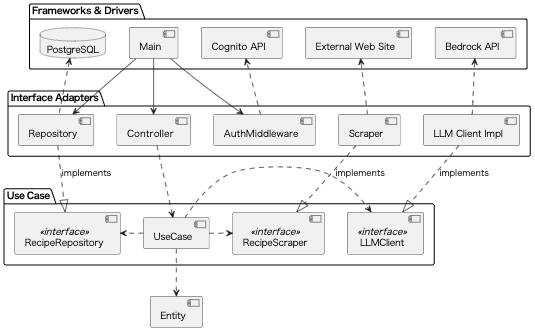 Frameworks & Drivers
PostgreSQL
Main
Cognito API
External Web Site
Bedrock API
Interface Adapters
Repository
Controller
AuthMiddleware
Scraper
LLM Client Impl
implements
implements
implements
Use Case
«interface»
RecipeRepository
UseCase
«interface»
RecipeScraper
«interface»
LLMClient
Entity